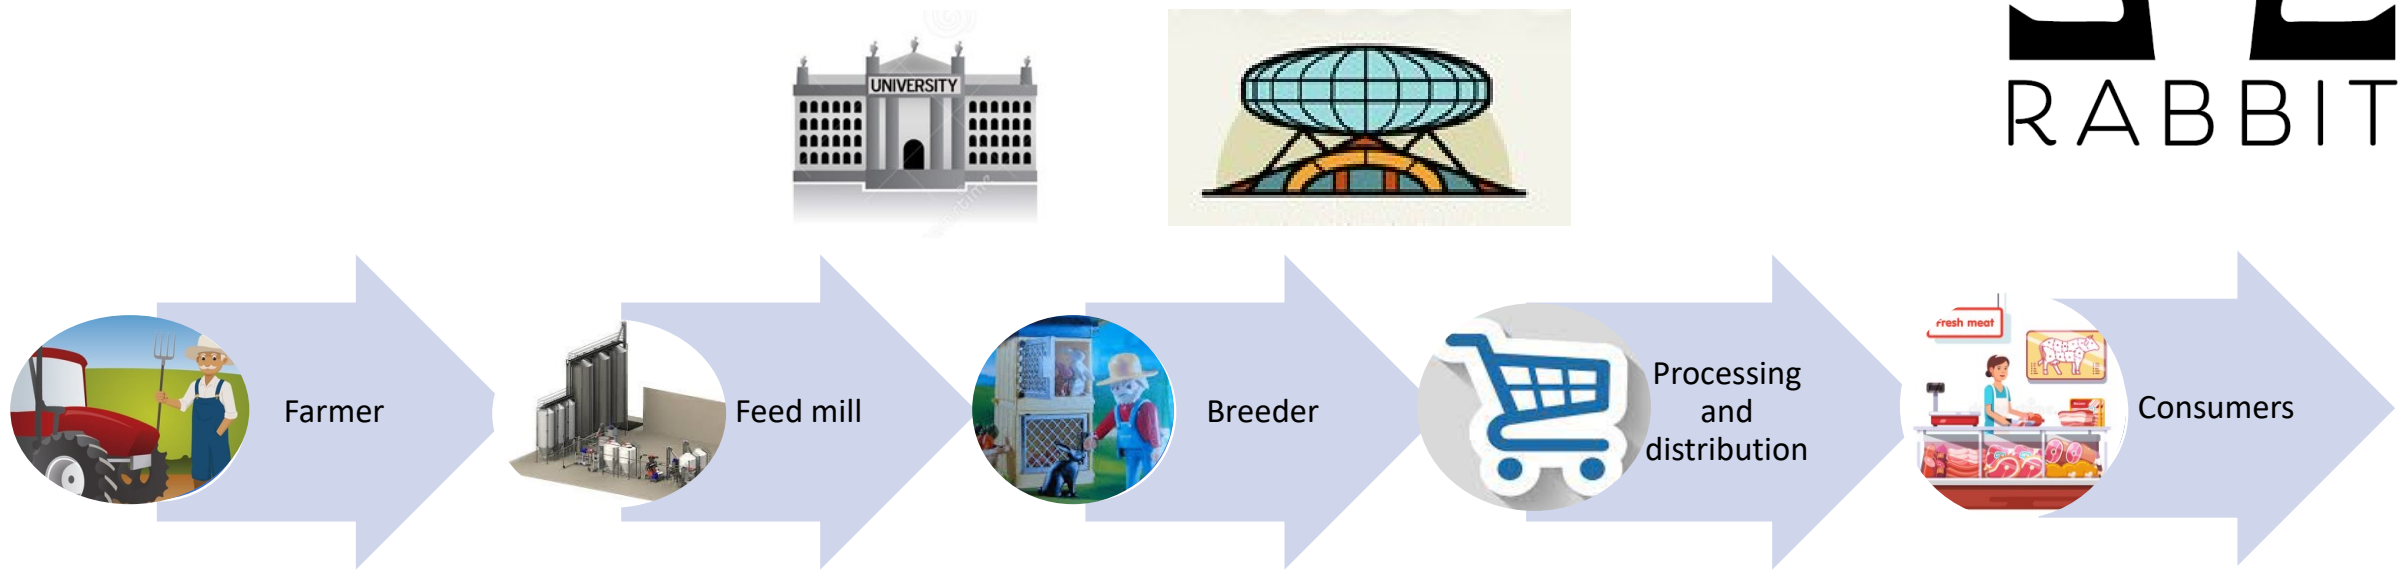 UNIVERSITY
RABBIT
Farmer
Feed mill
Breeder
Processing
and
distribution
Fresh meat
Consumers